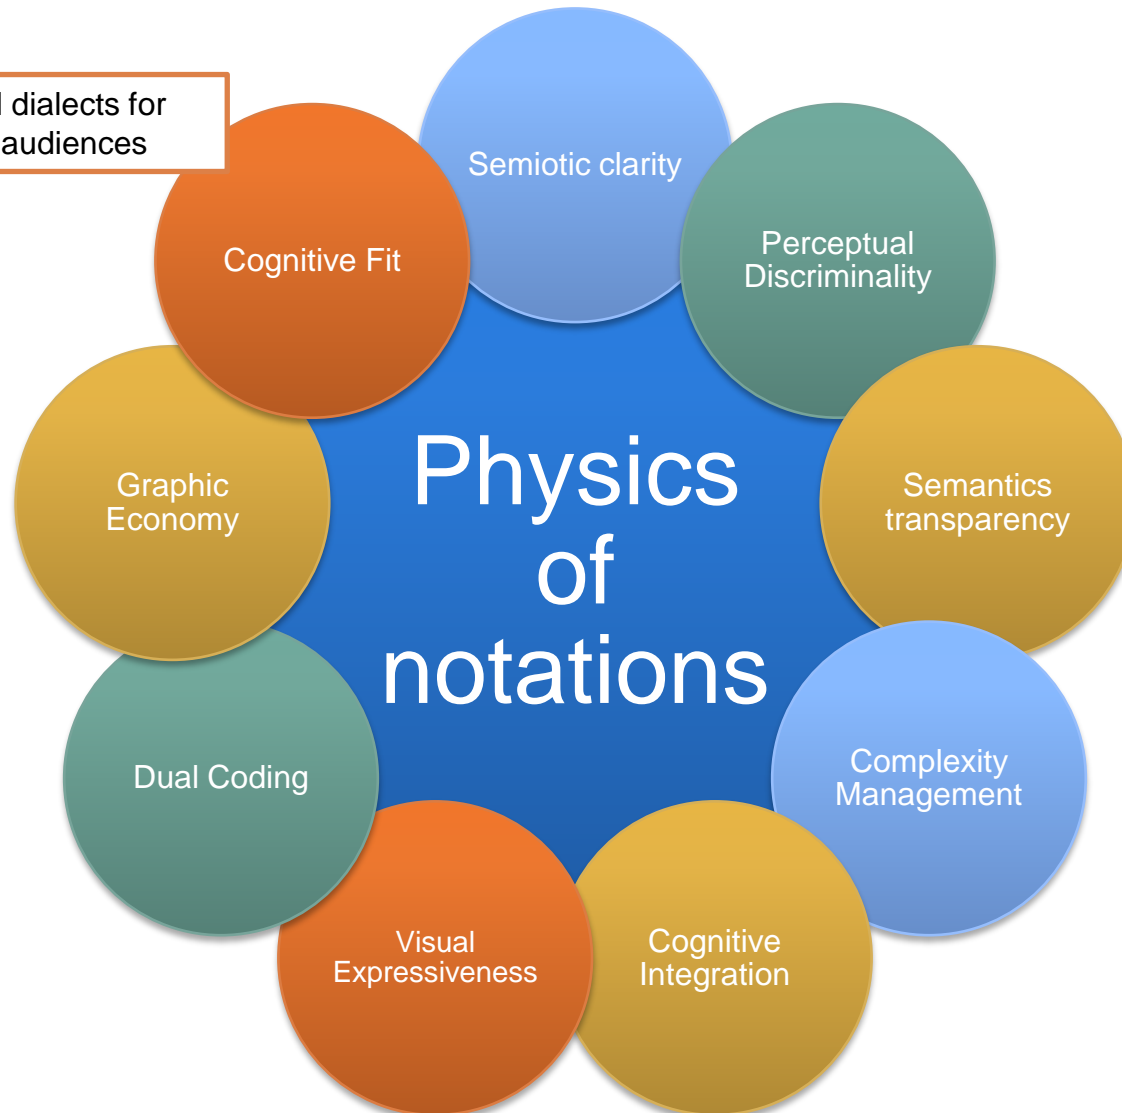 dialects for
audiences
Semiotic clarity
Perceptual
Discriminality
Cognitive Fit
Semantics
transparency
Graphic
Economy
Physics
of
notations
Complexity
Management
Dual Coding
Cognitive
Integration
Visual
Expressiveness